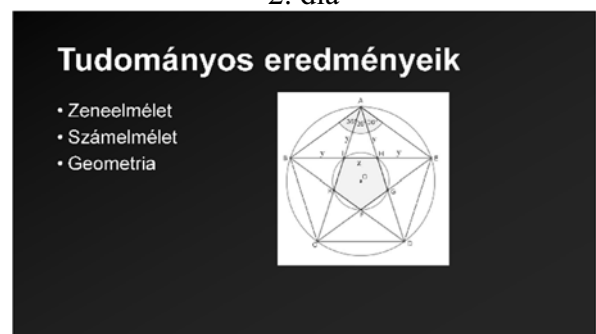 2. dia
Tudományos eredményeik
• Zeneelmélet
• Számelmélet
• Geometria
A
B
y
I
H
y
E
y
x
O
K
G
F
C
D